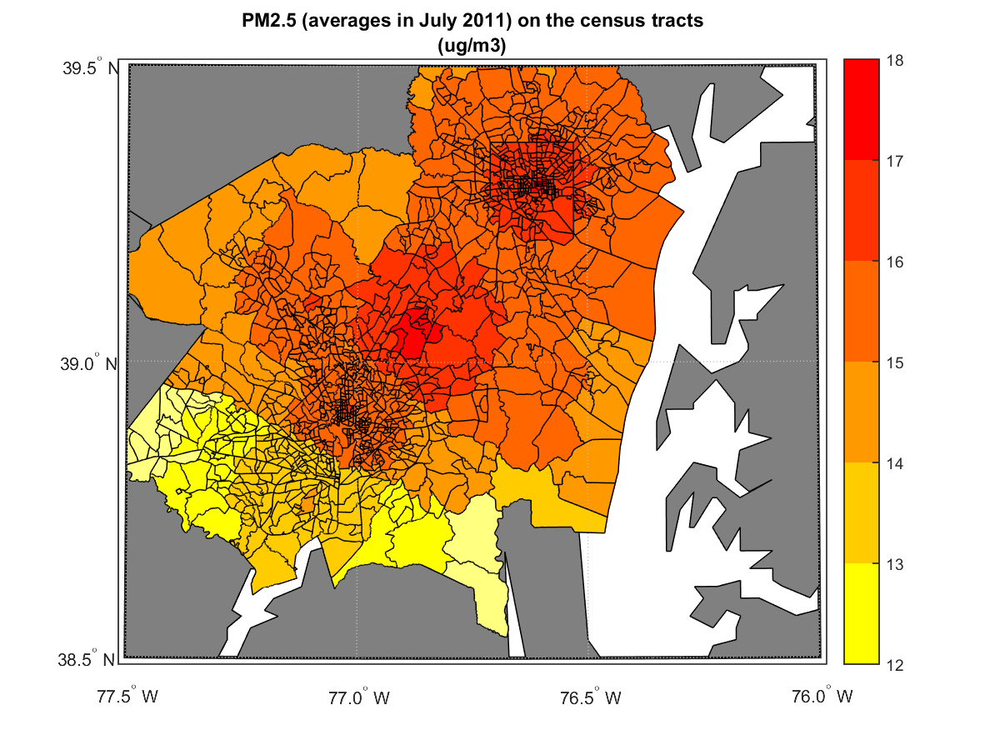 PM2.5 (averages in July 2011) on the census tracts
(ug/m3)
39.5° N
39.0° N
38.5° N
77.5° W
77.0° W
76.5° W
76.0° W
18
17
16
15
14
13
12